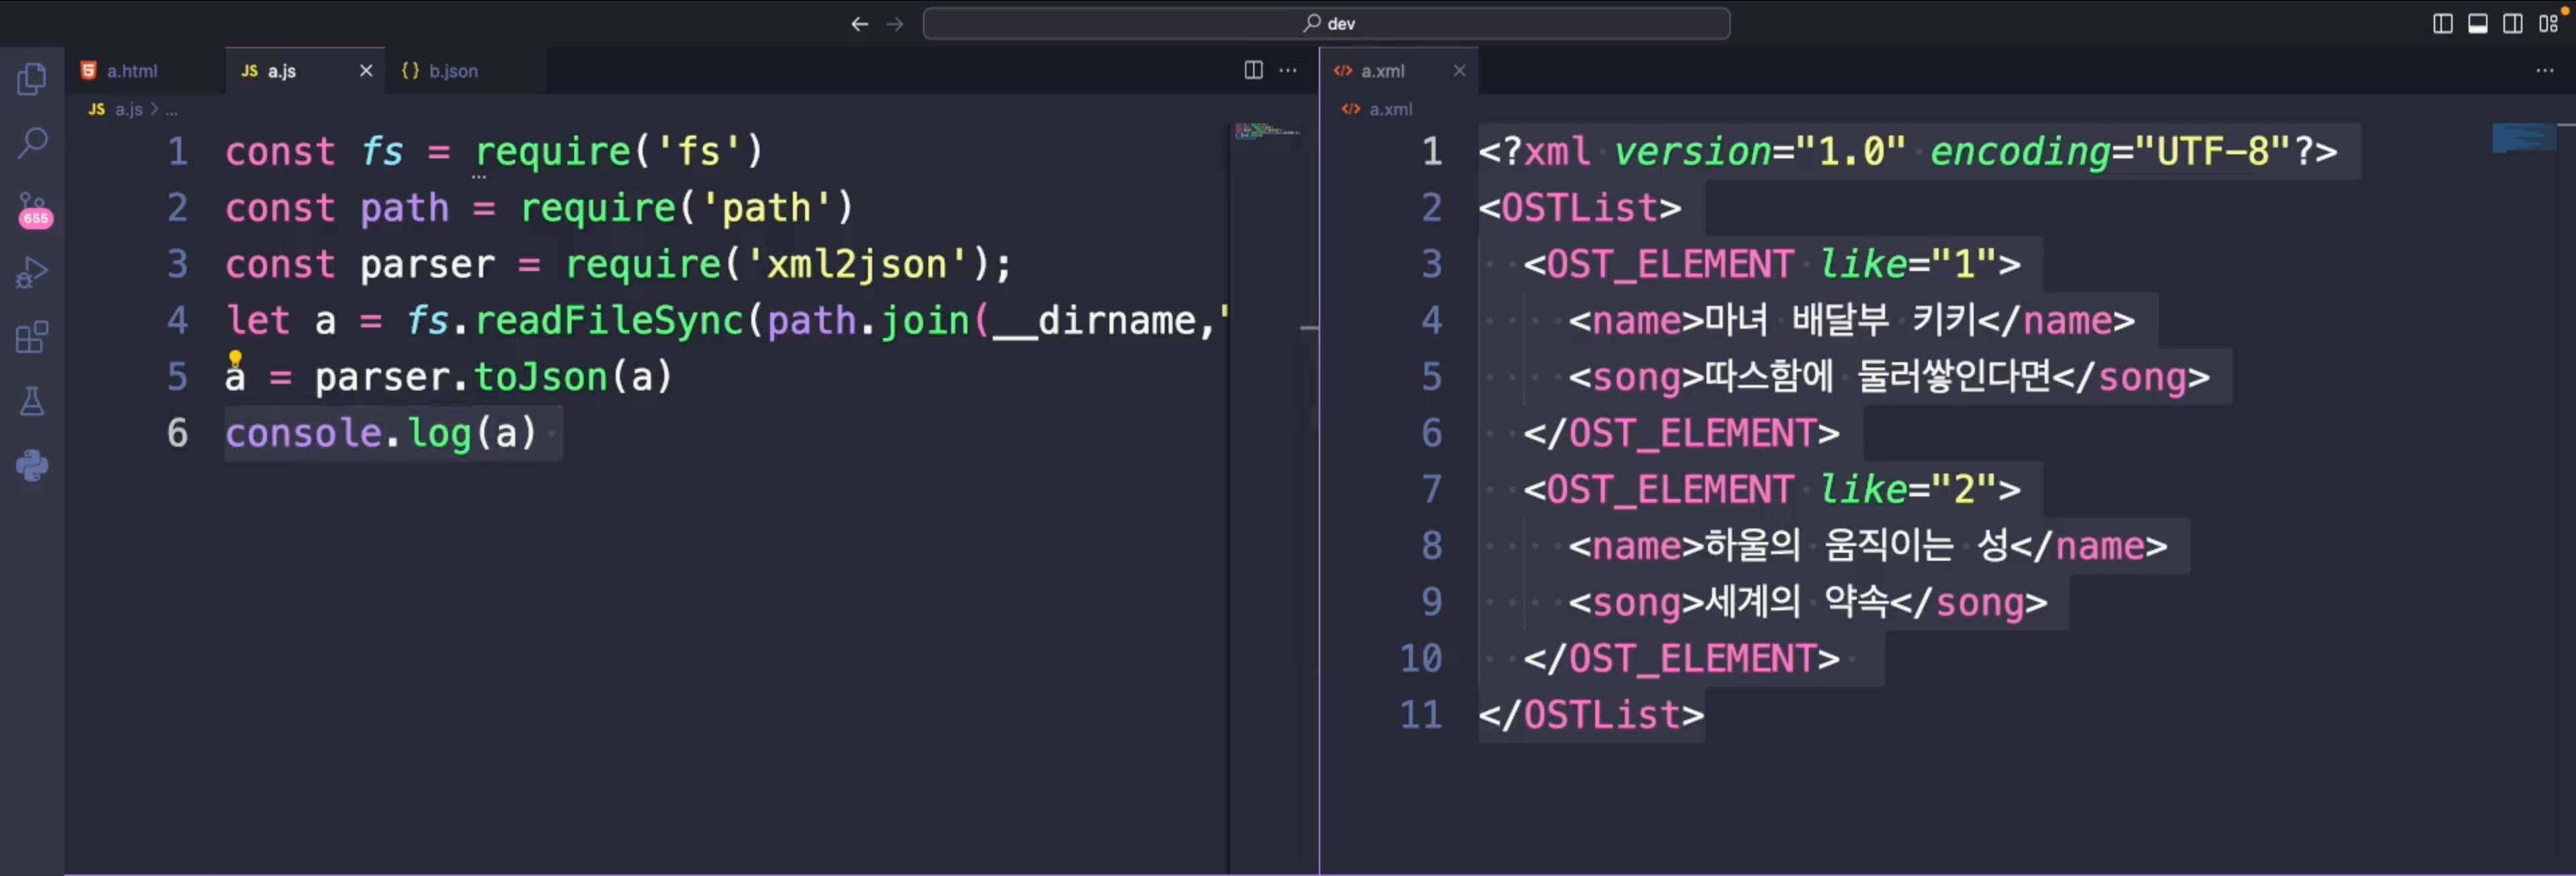 dev
a.html
JS a.js
{} b.json
JS a.js > ...
1 const fs = require('fs')
2 const path = require('path')
3 const parser = require('xml2json');
4 let a = fs.readFileSync(path.join(__dirname,'
5 a = parser.toJson(a)
6 console.log(a)
655
a.xml
a.xml
1 <?xml version="1.0" encoding="UTF-8"?>
2 <OSTList>
3 <OST_ELEMENT like="1">
4 <name>마녀 배달부 키키</name>
5 <song>따스함에 둘러쌓인다면</song>
6 </OST_ELEMENT>
7 <OST_ELEMENT like="2">
8 <name>하울의 움직이는 성</name>
9 <song>세계의 약속</song>
10 </OST_ELEMENT>
11 </OSTList>